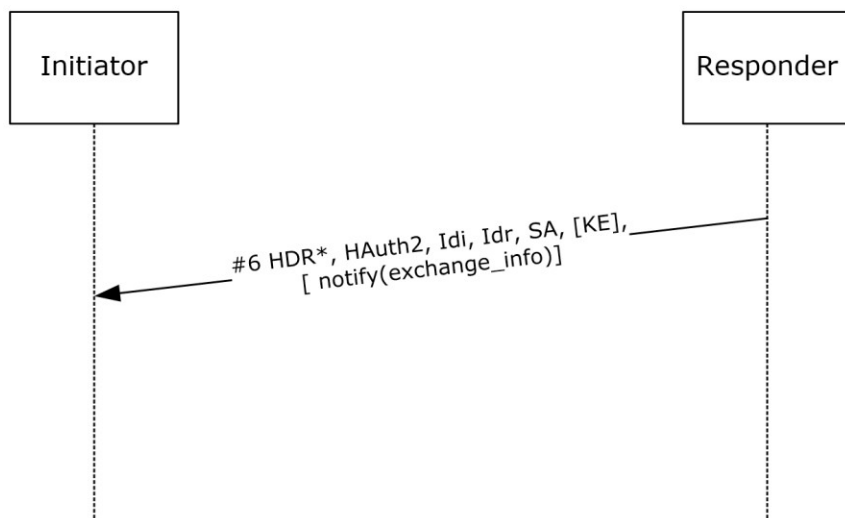 Initiator
Responder
#6 HDR*, HAuth2, Idi, Idr, SA, [KE],
[ notify(exchange_info)]